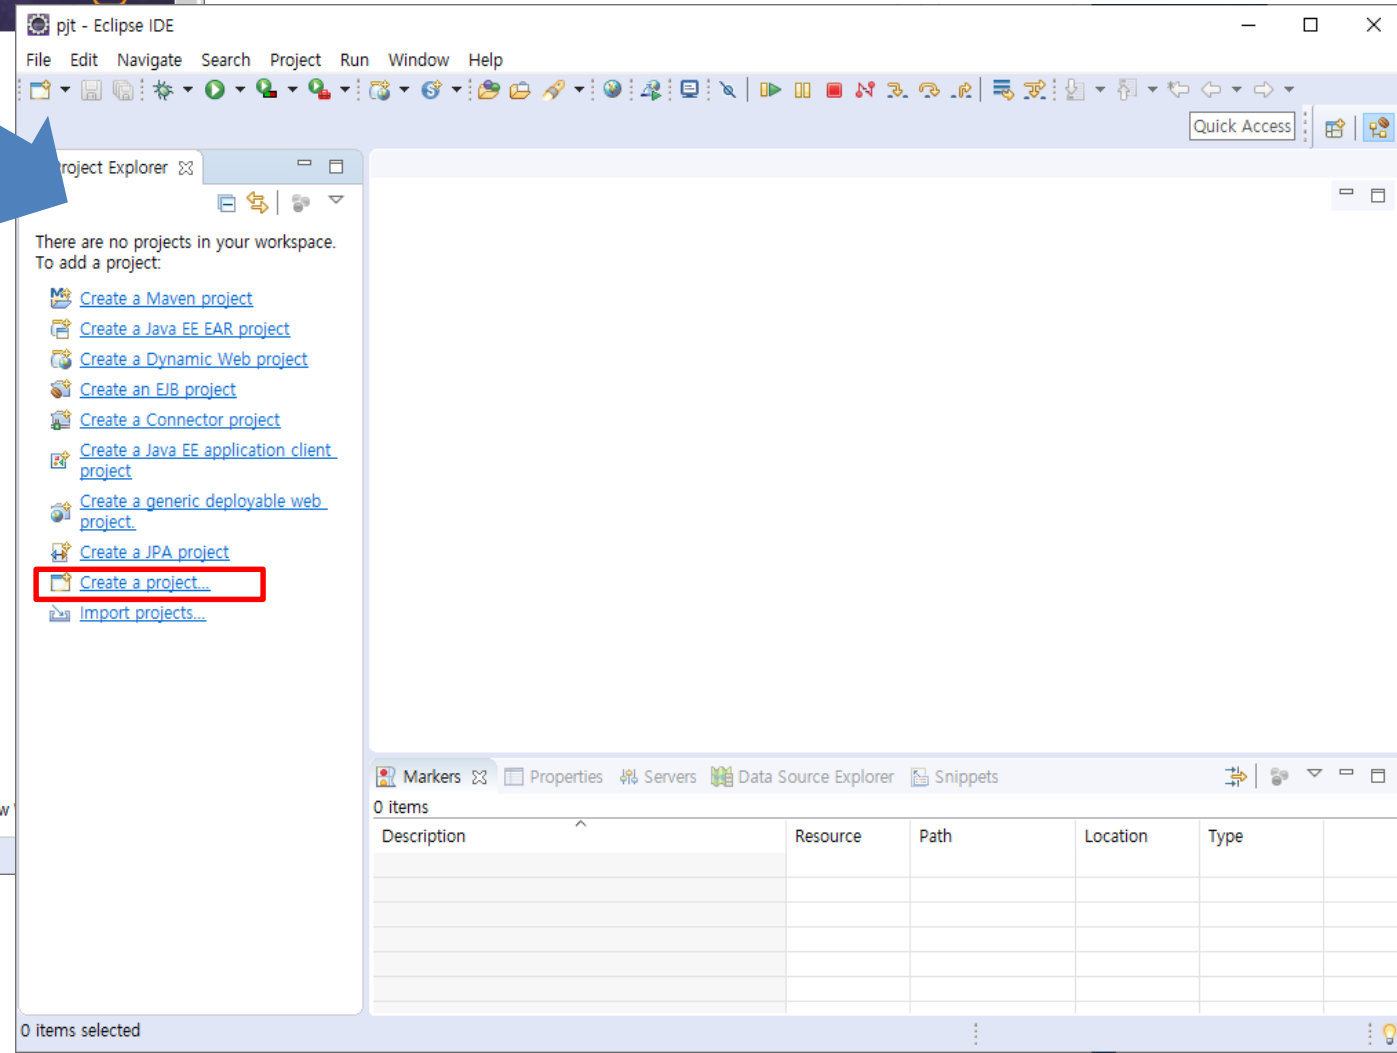 pjt - Eclipse IDE
File Edit Navigate Search Project Run Window Help
Quick Access
roject Explorer
There are no projects in your workspace.
To add a project:
Create a Maven project
Create a Java EE EAR project
Create a Dynamic Web project
Create an EJB project
Create a Connector project
Create a Java EE application client
project
Create a generic deployable web
project.
Create a JPA project
Create a project...
Import projects...
w
Markers Properties Servers Data Source Explorer Snippets
0 items
Description Resource Path Location Type
0 items selected